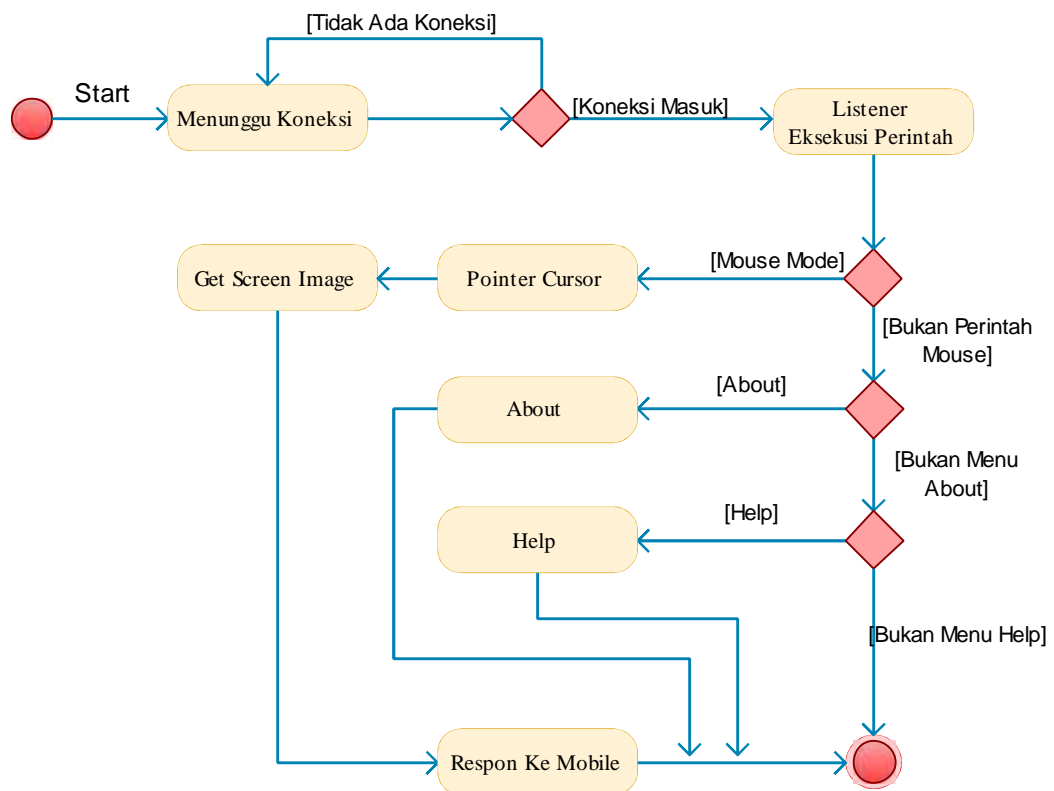 [Tidak Ada Koneksi]
Start
Menunggu Koneksi
[Koneksi Masuk]
Listener
Eksekusi Perintah
[Mouse Mode]
Get Screen Image
Pointer Cursor
[Bukan Perintah
Mouse]
[About]
About
[Bukan Menu
About]
[Help]
Help
[Bukan Menu Help]
Respon Ke Mobile